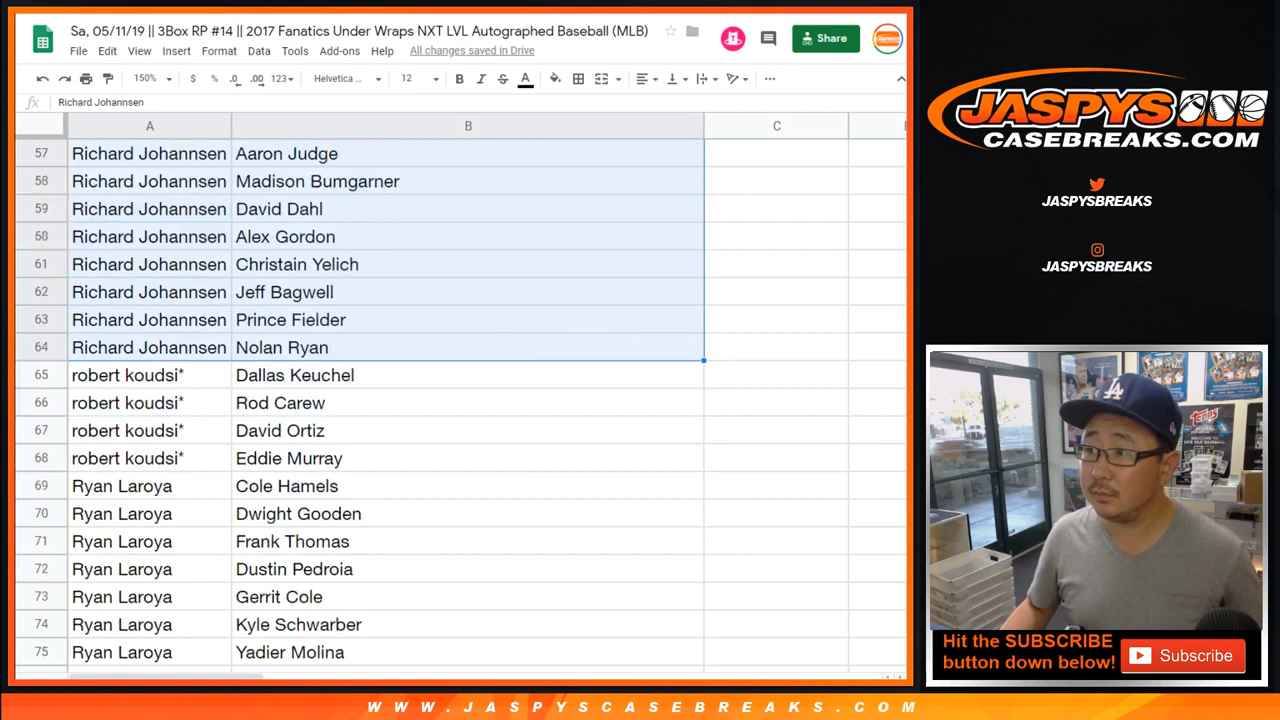 Sa, 05/11/19 || 3Box RP #14 || 2017 Fanatics Under Wraps NXT LVL Autographed Baseball (MLB)
File Edit View Insert Format Data Tools Add-ons Help All changes saved in Drive
Share
150% $ % .0 .00 123 Helvetica ... 12 B I S A
fx Richard Johannsen
A B C
57 Richard Johannsen Aaron Judge
58 Richard Johannsen Madison Bumgarner
59 Richard Johannsen David Dahl
58 Richard Johannsen Alex Gordon
61 Richard Johannsen Christain Yelich
62 Richard Johannsen Jeff Bagwell
63 Richard Johannsen Prince Fielder
64 Richard Johannsen Nolan Ryan
65 robert koudsi* Dallas Keuchel
66 robert koudsi* Rod Carew
67 robert koudsi* David Ortiz
68 robert koudsi* Eddie Murray
69 Ryan Laroya Cole Hamels
70 Ryan Laroya Dwight Gooden
71 Ryan Laroya Frank Thomas
72 Ryan Laroya Dustin Pedroia
73 Ryan Laroya Gerrit Cole
74 Ryan Laroya Kyle Schwarber
75 Ryan Laroya Yadier Molina
JASPYS
CASEBREAKS.COM
JASPYSBREAKS
JASPYSBREAKS
LA
TOPPS
Hit the SUBSCRIBE
button down below!
Subscribe
WWW.JASPYSCASEBREAKS.COM